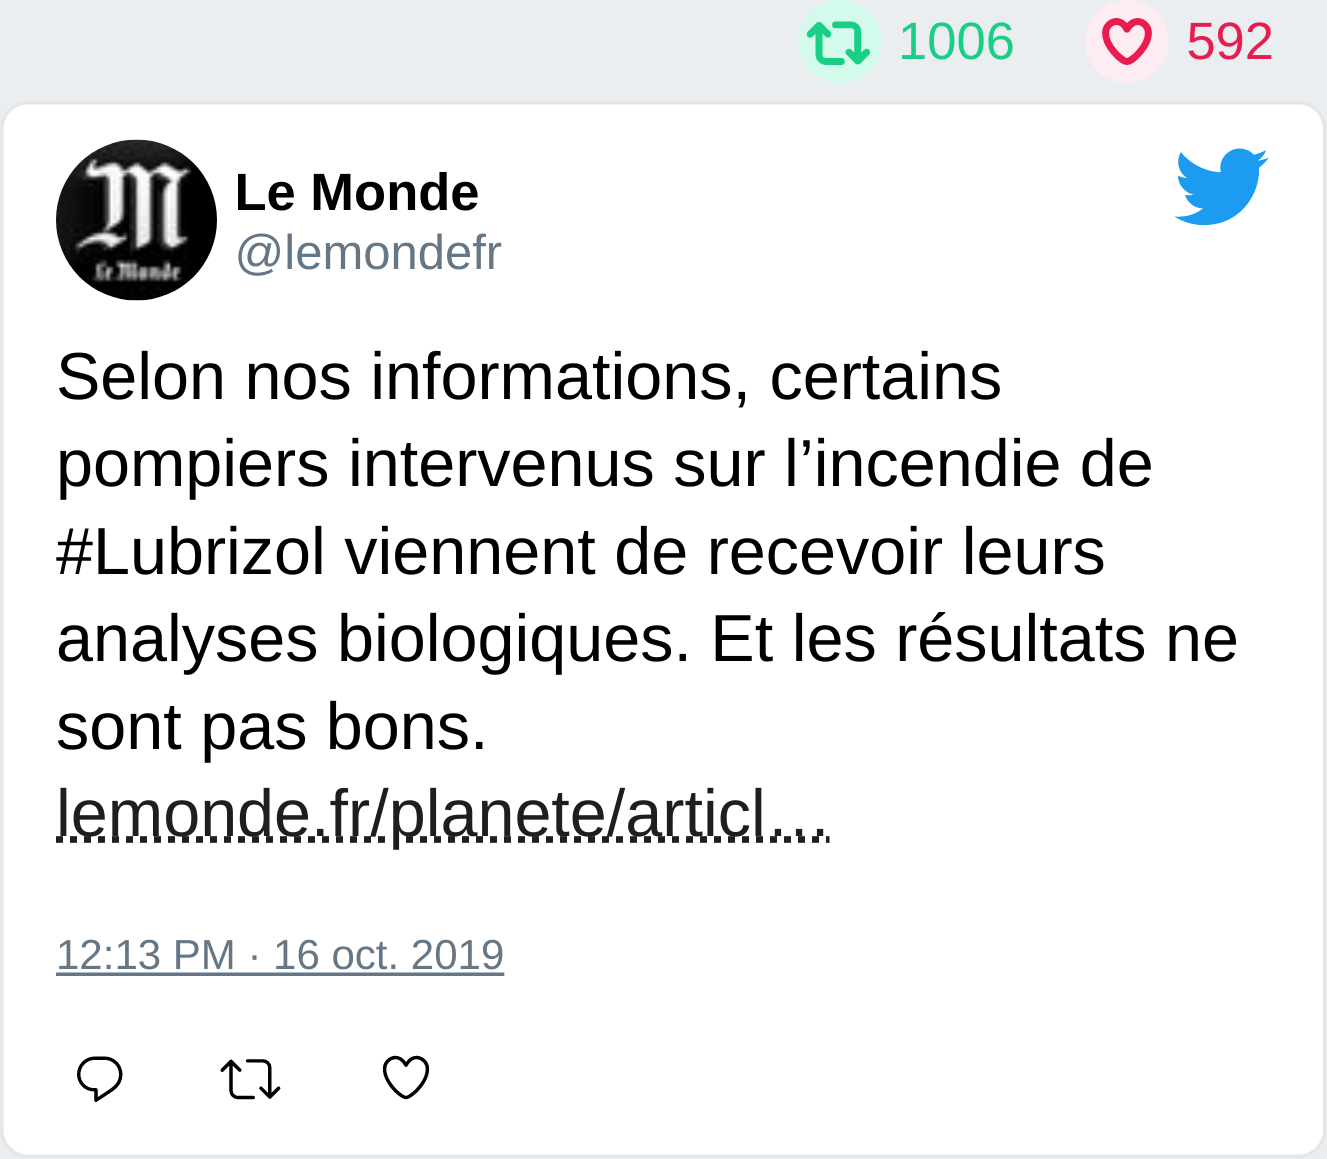 1006 592
Le Monde
Le Monde
@lemondefr
Selon nos informations, certains
pompiers intervenus sur l’incendie de
#Lubrizol viennent de recevoir leurs
analyses biologiques. Et les résultats ne
sont pas bons.
lemonde.fr/planete/articl…
12:13 PM · 16 oct. 2019